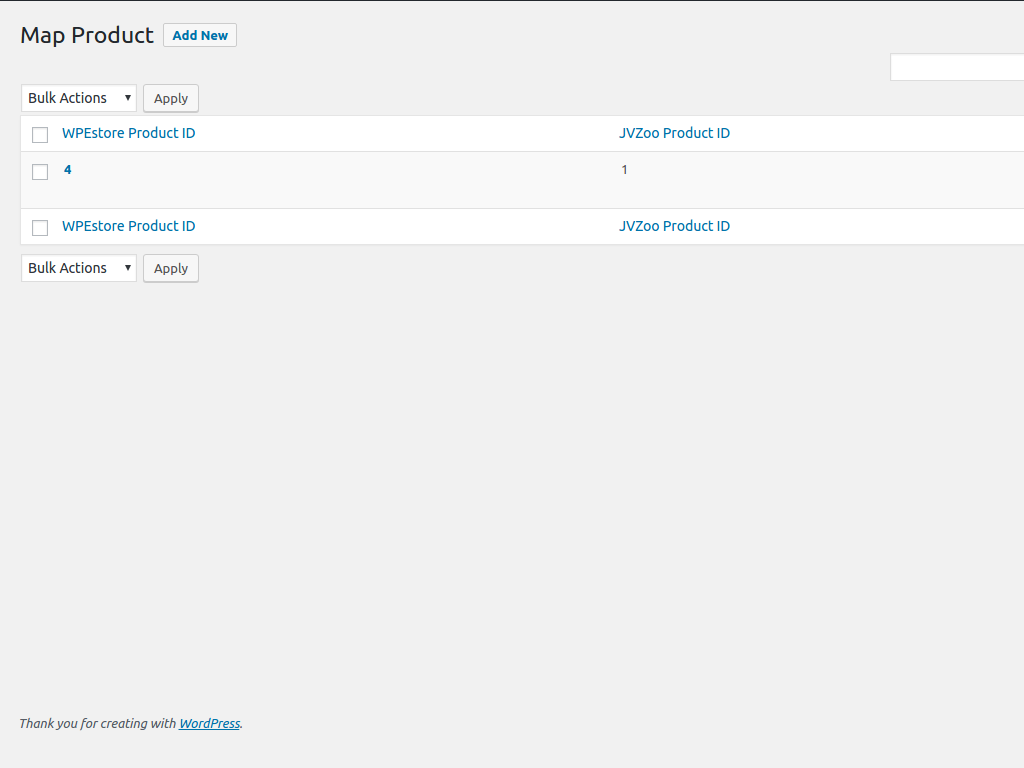 Map Product Add New
Bulk Actions Apply
WPEstore Product ID JVZoo Product ID
4 1
WPEstore Product ID JVZoo Product ID
Bulk Actions Apply
Thank you for creating with WordPress.